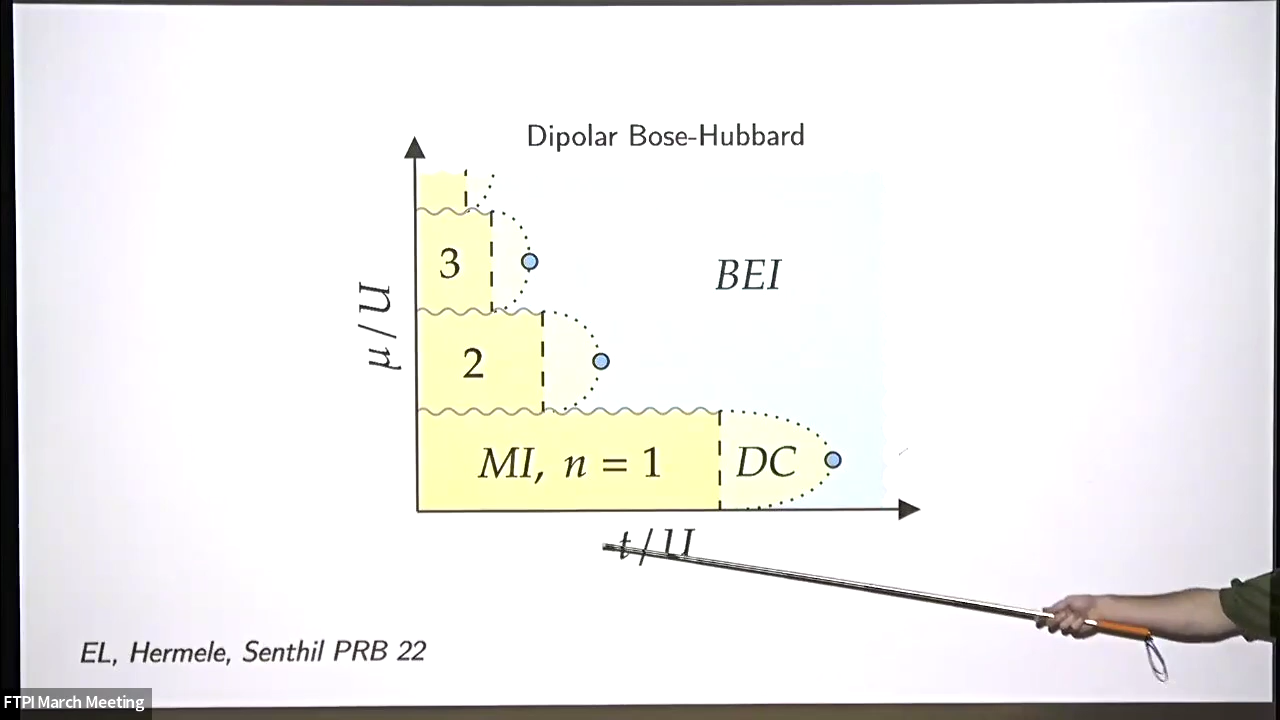 Dipolar Bose-Hubbard
μ / U
3
BEI
2
MI, n = 1
DC
t / U
EL, Hermele, Senthil PRB 22
FTPI March Meeting